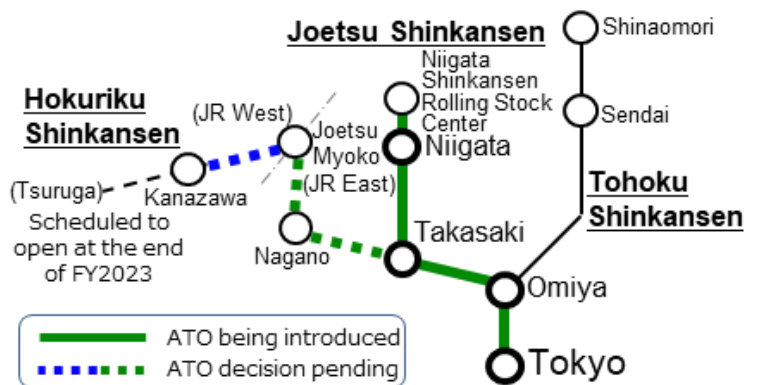 Joetsu Shinkansen
Shinaomori
Niigata
Shinkansen
Rolling Stock
Center
Hokuriku
Shinkansen
(JR West)
Sendai
Joetsu
Myoko
Niigata
(JR East)
(Tsuruga)
Kanazawa
Tohoku
Shinkansen
Scheduled to
open at the end
of FY2023
Nagano
Takasaki
Omiya
ATO being introduced
ATO decision pending
Tokyo